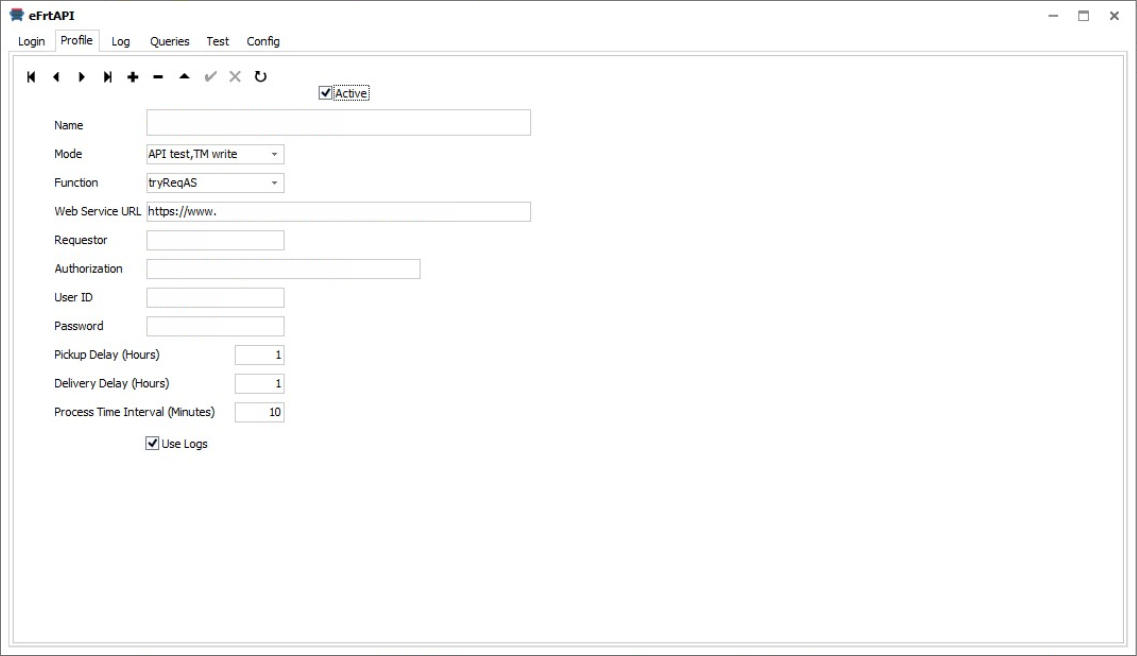 eFrtAPI
Login Profile Log Queries Test Config
Active
Name
Mode API test,TM write
Function tryReqAS
Web Service URL https://www.
Requestor
Authorization
User ID
Password
Pickup Delay (Hours) 1
Delivery Delay (Hours) 1
Process Time Interval (Minutes) 10
Use Logs